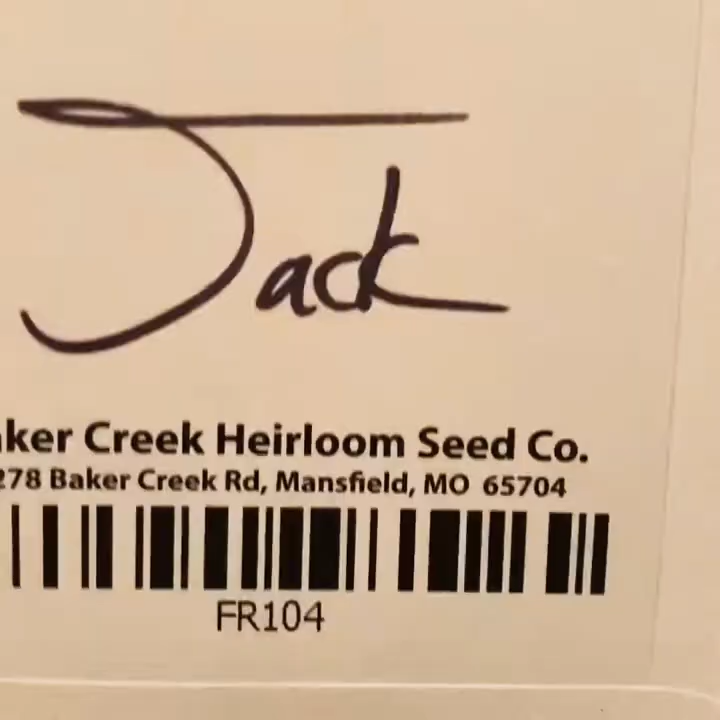 Jack
aker Creek Heirloom Seed Co.
278 Baker Creek Rd, Mansfield, MO 65704
FR104